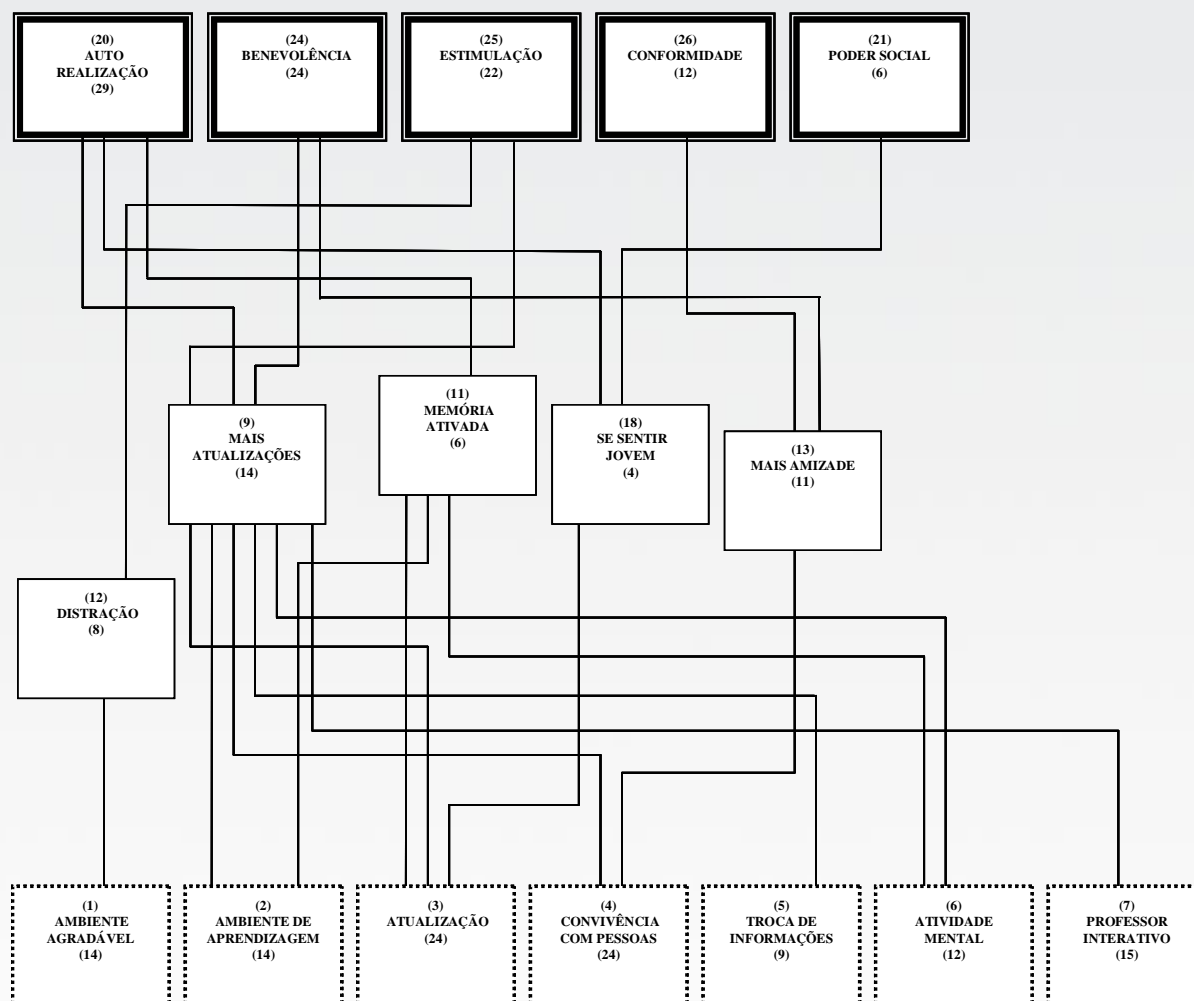 (20)
AUTO
REALIZAÇÃO
(29)
(24)
BENEVOLÊNCIA
(24)
(25)
ESTIMULAÇÃO
(22)
(26)
CONFORMIDADE
(12)
(21)
PODER SOCIAL
(6)
(9)
MAIS
ATUALIZAÇÕES
(14)
(11)
MEMÓRIA
ATIVADA
(6)
(18)
SE SENTIR
JOVEM
(4)
(13)
MAIS AMIZADE
(11)
(12)
DISTRAÇÃO
(8)
(1)
AMBIENTE
AGRADÁVEL
(14)
(2)
AMBIENTE DE
APRENDIZAGEM
(14)
(3)
ATUALIZAÇÃO
(24)
(4)
CONVIVÊNCIA
COM PESSOAS
(24)
(5)
TROCA DE
INFORMAÇÕES
(9)
(6)
ATIVIDADE
MENTAL
(12)
(7)
PROFESSOR
INTERATIVO
(15)